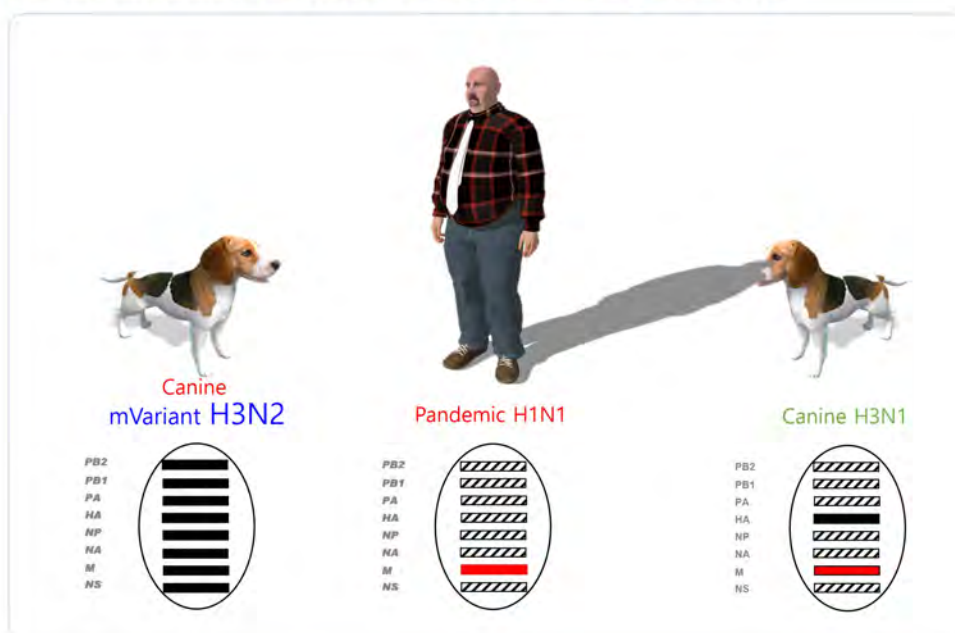 Canine
mVariant H3N2
Pandemic H1N1
Canine H3N1
PB2
PB1
PA
HA
NP
NA
M
NS
PB2
PB1
PA
HA
NP
NA
M
NS
PB2
PB1
PA
HA
NP
NA
M
NS